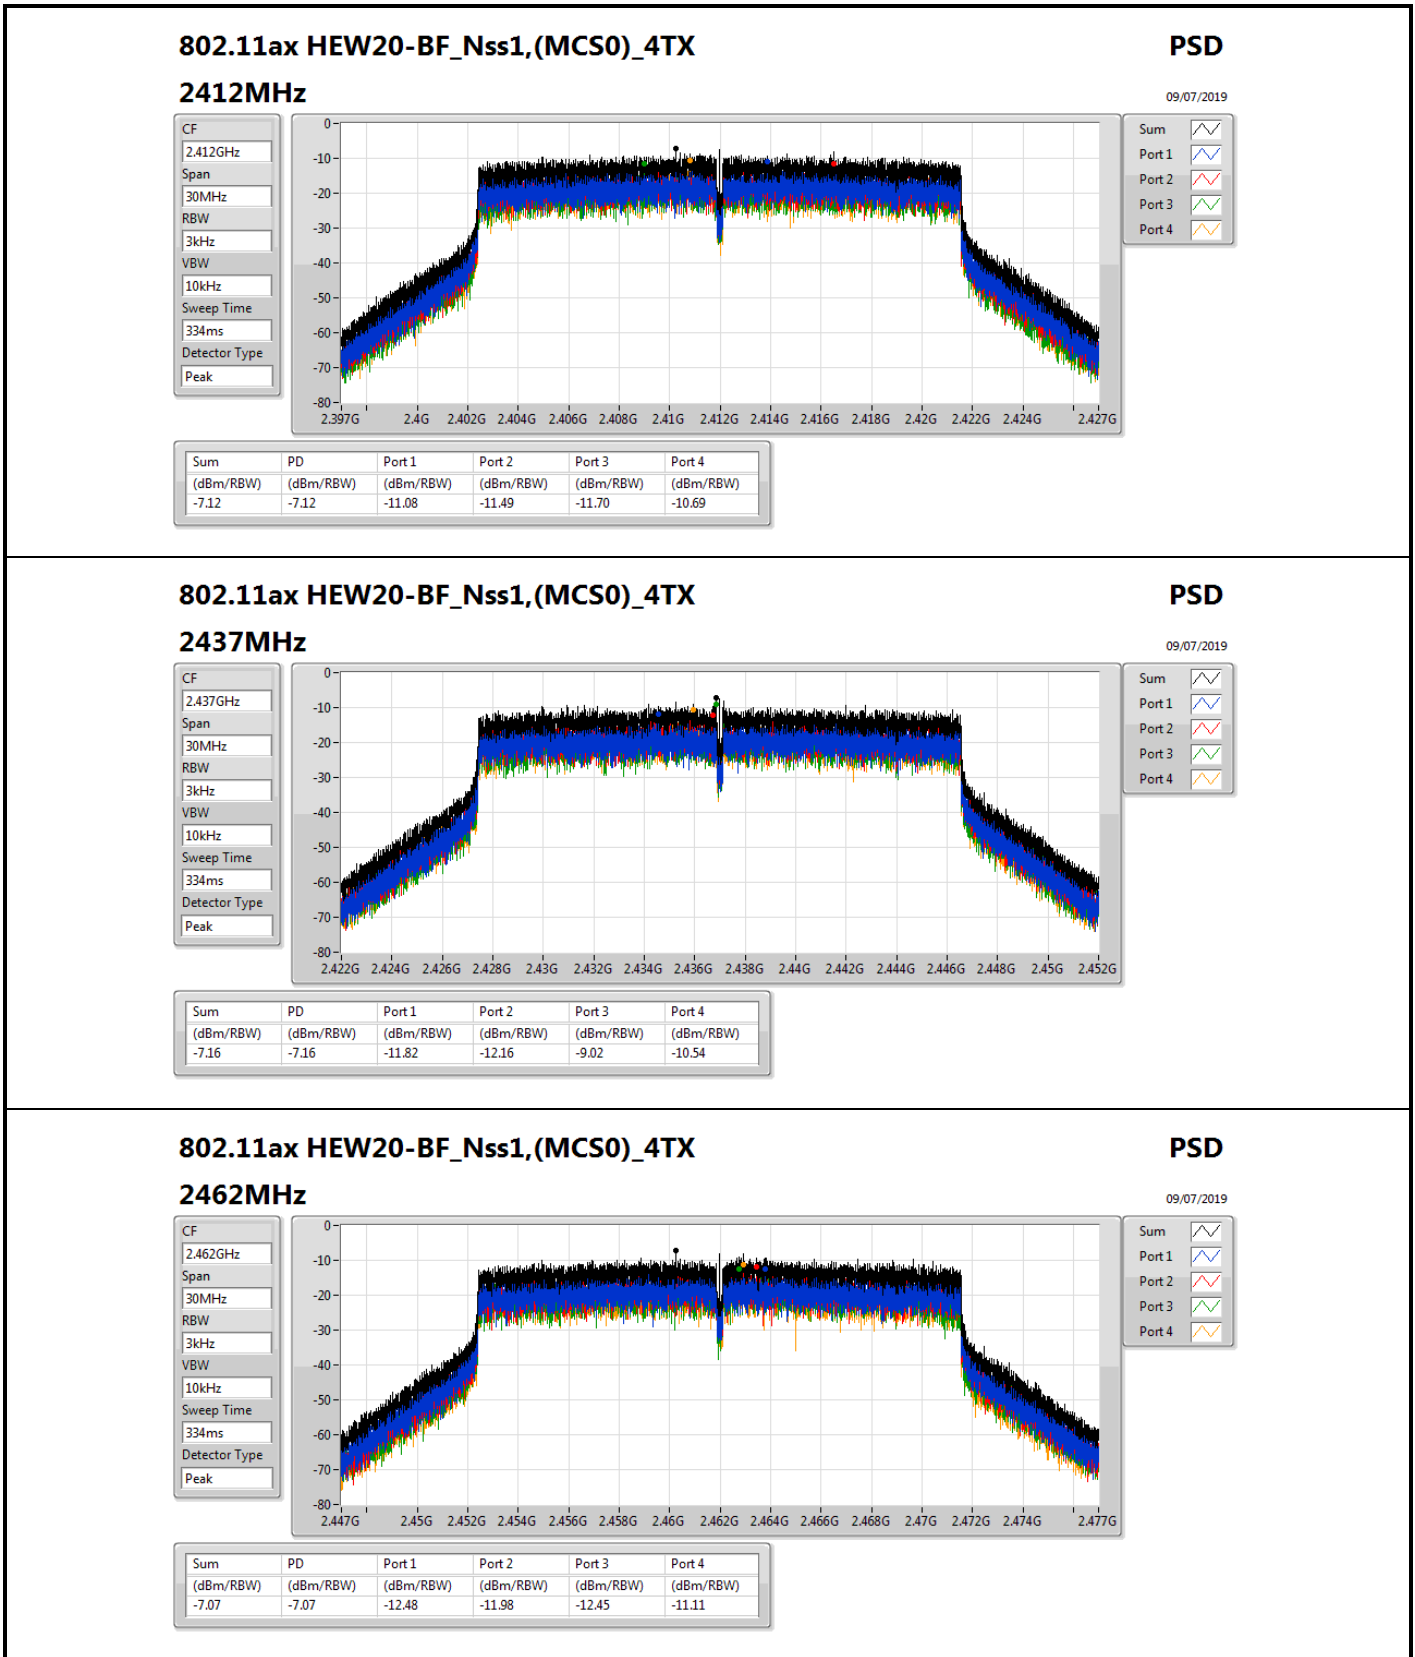 802.11ax HEW20-BF_Nss1,(MCS0)_4TX PSD
2412MHz 09/07/2019
CF
2.412GHz
Span
30MHz
RBW
3kHz
VBW
10kHz
Sweep Time
334ms
Detector Type
Peak
0
-10
-20
-30
-40
-50
-60
-70
-80
2.397G 2.4G 2.402G 2.404G 2.406G 2.408G 2.41G 2.412G 2.414G 2.416G 2.418G 2.42G 2.422G 2.424G 2.427G
Sum
Port 1
Port 2
Port 3
Port 4
Sum PD Port 1 Port 2 Port 3 Port 4
(dBm/RBW) (dBm/RBW) (dBm/RBW) (dBm/RBW) (dBm/RBW) (dBm/RBW)
-7.12 -7.12 -11.08 -11.49 -11.70 -10.69
802.11ax HEW20-BF_Nss1,(MCS0)_4TX PSD
2437MHz 09/07/2019
CF
2.437GHz
Span
30MHz
RBW
3kHz
VBW
10kHz
Sweep Time
334ms
Detector Type
Peak
0
-10
-20
-30
-40
-50
-60
-70
-80
2.422G 2.424G 2.426G 2.428G 2.43G 2.432G 2.434G 2.436G 2.438G 2.44G 2.442G 2.444G 2.446G 2.448G 2.45G 2.452G
Sum
Port 1
Port 2
Port 3
Port 4
Sum PD Port 1 Port 2 Port 3 Port 4
(dBm/RBW) (dBm/RBW) (dBm/RBW) (dBm/RBW) (dBm/RBW) (dBm/RBW)
-7.16 -7.16 -11.82 -12.16 -9.02 -10.54
802.11ax HEW20-BF_Nss1,(MCS0)_4TX PSD
2462MHz 09/07/2019
CF
2.462GHz
Span
30MHz
RBW
3kHz
VBW
10kHz
Sweep Time
334ms
Detector Type
Peak
0
-10
-20
-30
-40
-50
-60
-70
-80
2.447G 2.45G 2.452G 2.454G 2.456G 2.458G 2.46G 2.462G 2.464G 2.466G 2.468G 2.47G 2.472G 2.474G 2.477G
Sum
Port 1
Port 2
Port 3
Port 4
Sum PD Port 1 Port 2 Port 3 Port 4
(dBm/RBW) (dBm/RBW) (dBm/RBW) (dBm/RBW) (dBm/RBW) (dBm/RBW)
-7.07 -7.07 -12.48 -11.98 -12.45 -11.11